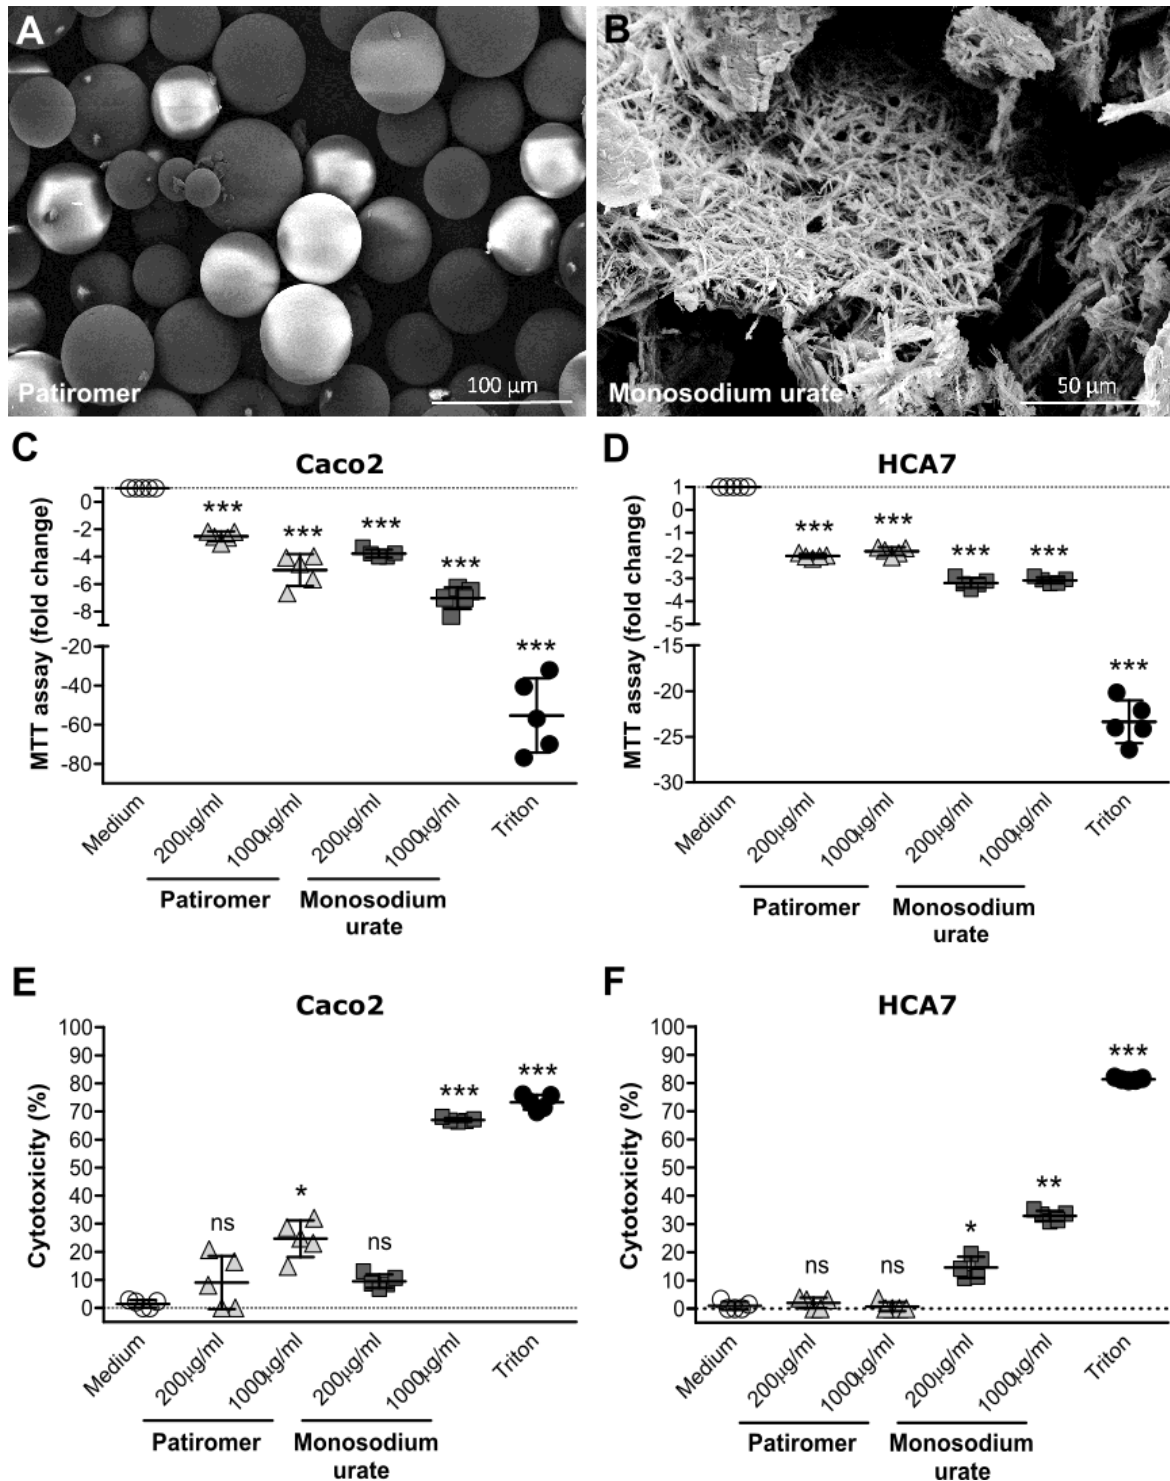 A
Patiromer
100 µm
B
Monosodium urate
50 µm
C
Caco2
MTT assay (fold change)
0
-2
-4
-6
-8
-20
-40
-60
-80
***
***
***
***
***
Medium
200µg/ml
1000µg/ml
200µg/ml
1000µg/ml
Triton
Patiromer
Monosodium
urate
D
HCA7
MTT assay (fold change)
1
0
-1
-2
-3
-4
-5
-15
-20
-25
-30
***
***
***
***
***
Medium
200µg/ml
1000µg/ml
200µg/ml
1000µg/ml
Triton
Patiromer
Monosodium
urate
E
Caco2
Cytotoxicity (%)
100
90
80
70
60
50
40
30
20
10
0
ns
*
ns
***
***
Medium
200µg/ml
1000µg/ml
200µg/ml
1000µg/ml
Triton
Patiromer
Monosodium
urate
F
HCA7
Cytotoxicity (%)
100
90
80
70
60
50
40
30
20
10
0
ns
ns
*
**
***
Medium
200µg/ml
1000µg/ml
200µg/ml
1000µg/ml
Triton
Patiromer
Monosodium
urate